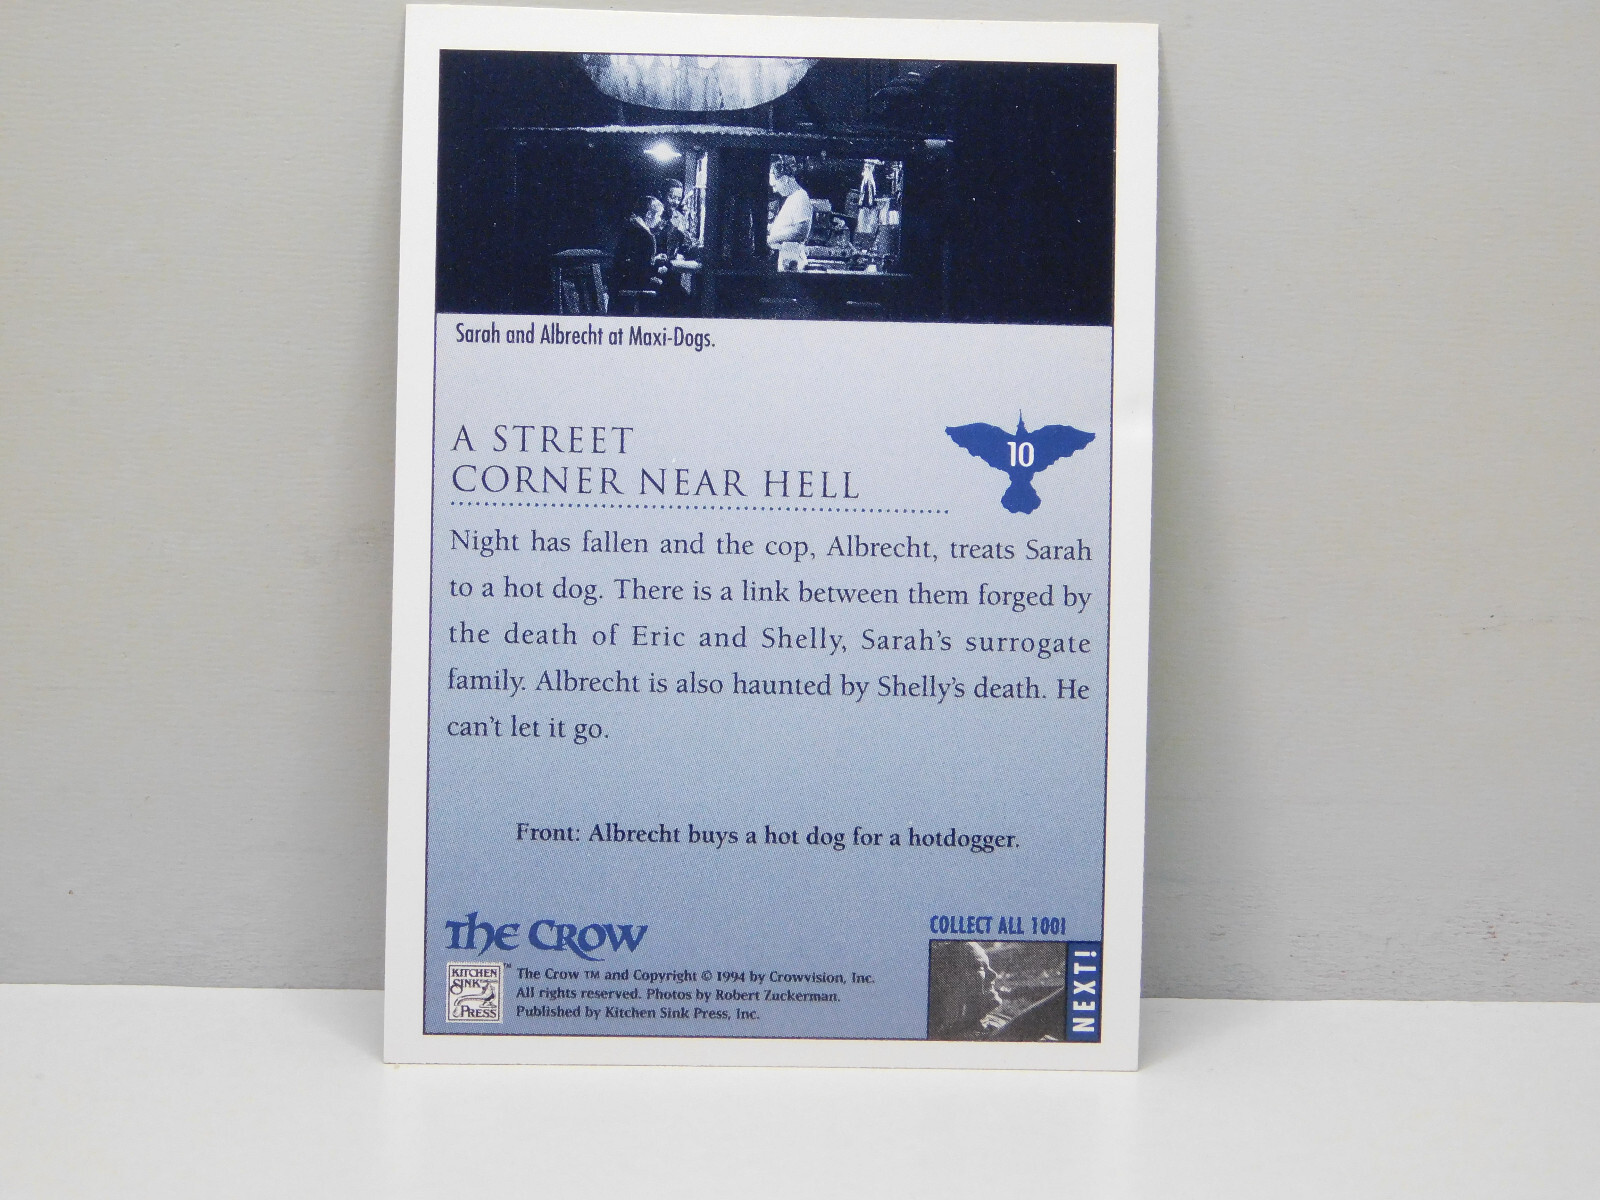 Sarah and Albrecht at Maxi-Dogs.
A STREET
CORNER NEAR HELL
10
Night has fallen and the cop, Albrecht, treats Sarah
to a hot dog. There is a link between them forged by
the death of Eric and Shelly, Sarah's surrogate
family. Albrecht is also haunted by Shelly's death. He
can't let it go.
Front: Albrecht buys a hot dog for a hotdogger.
The Crow
COLLECT ALL 100!
NEXT!
KITCHEN
SINK
PRESS
™ The Crow TM and Copyright © 1994 by Crowvision, Inc.
All rights reserved. Photos by Robert Zuckerman.
Published by Kitchen Sink Press, Inc.